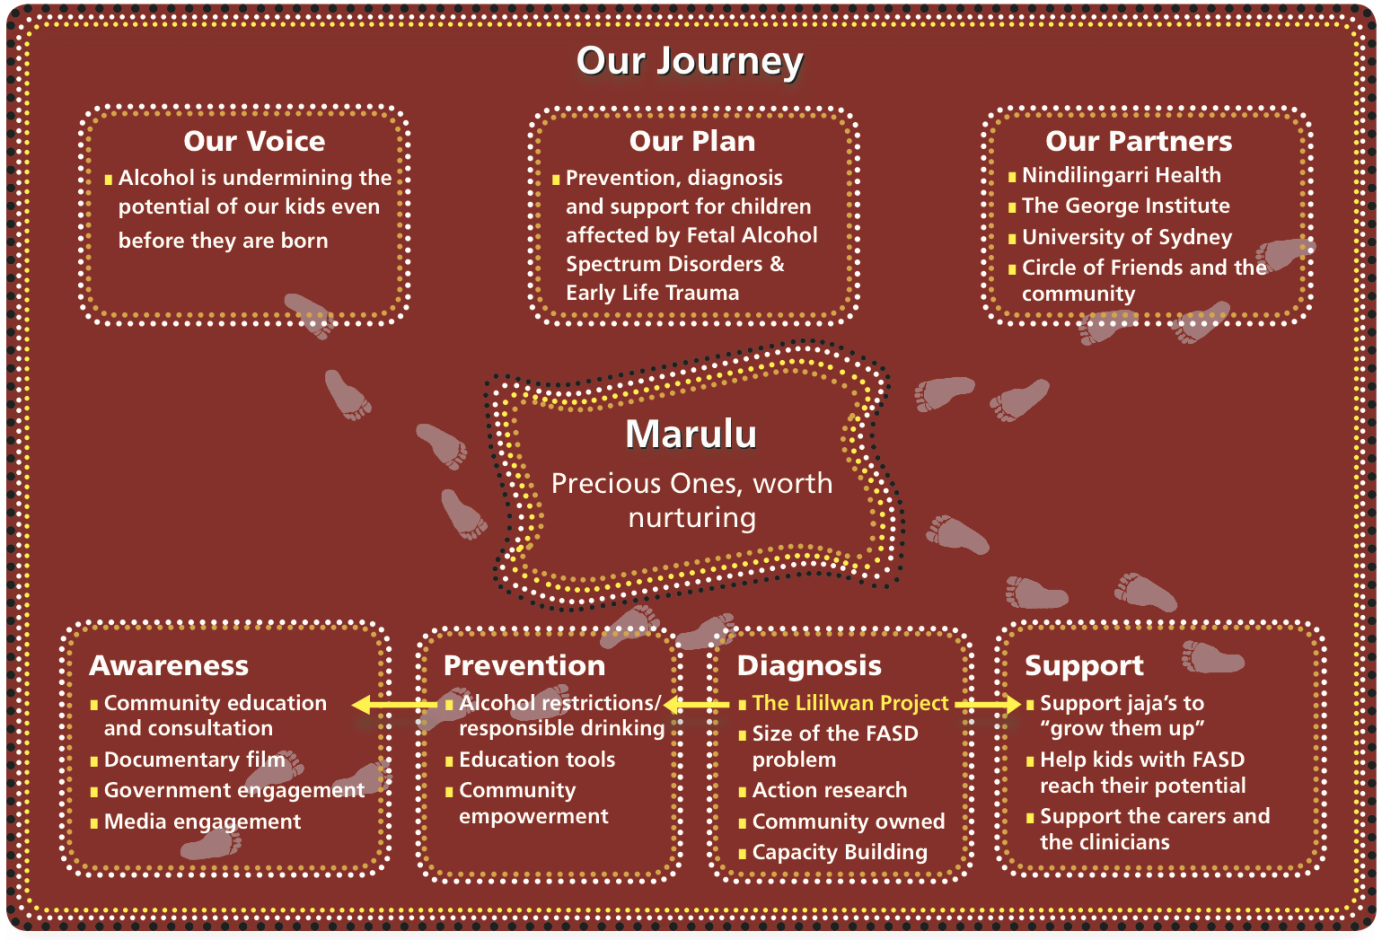 Our Journey
Our Voice
Alcohol is undermining the
potential of our kids even
before they are born
Our Plan
Prevention, diagnosis
and support for children
affected by Fetal Alcohol
Spectrum Disorders &
Early Life Trauma
Our Partners
Nindilingarri Health
The George Institute
University of Sydney
Circle of Friends and the
community
Marulu
Precious Ones, worth
nurturing
Awareness
Community education
and consultation
Documentary film
Government engagement
Media engagement
Prevention
Alcohol restrictions/
responsible drinking
Education tools
Community
empowerment
Diagnosis
The Lililwan Project
Size of the FASD
problem
Action research
Community owned
Capacity Building
Support
Support jaja’s to
“grow them up”
Help kids with FASD
reach their potential
Support the carers and
the clinicians